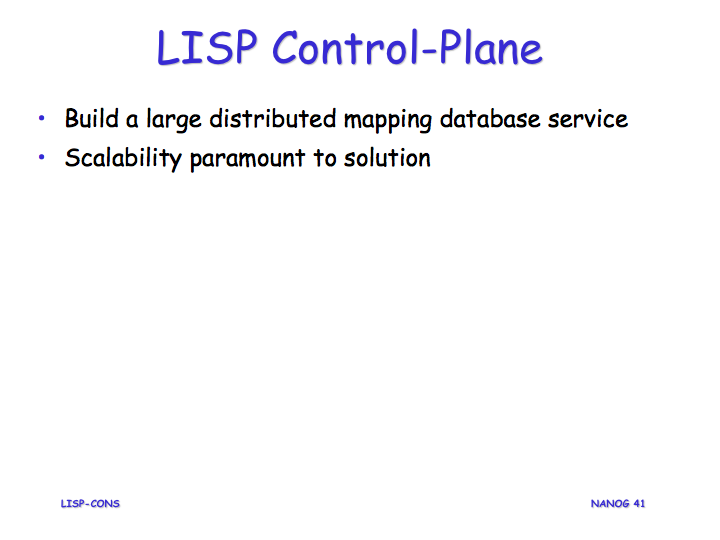 LISP Control-Plane
• Build a large distributed mapping database service
• Scalability paramount to solution
LISP-CONS
NANOG 41